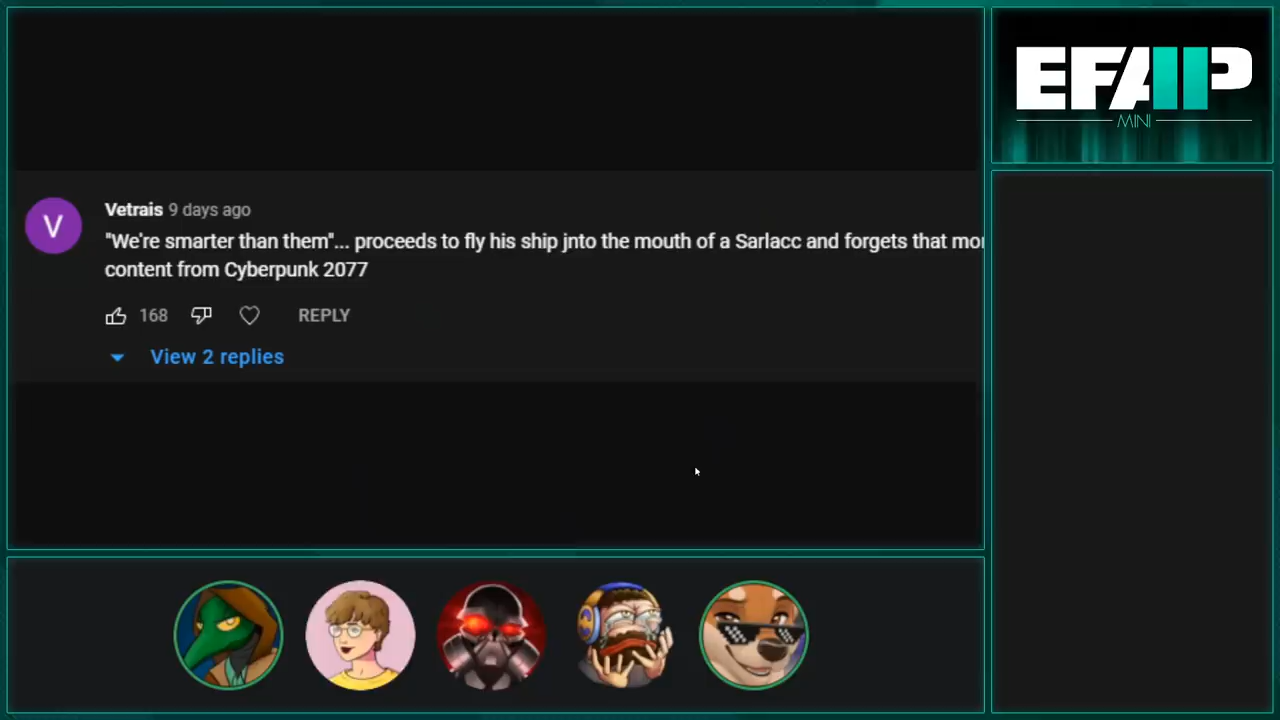 EFAP
MINI
V
Vetrais 9 days ago
"We're smarter than them"... proceeds to fly his ship jnto the mouth of a Sarlacc and forgets that
content from Cyberpunk 2077
168
REPLY
View 2 replies